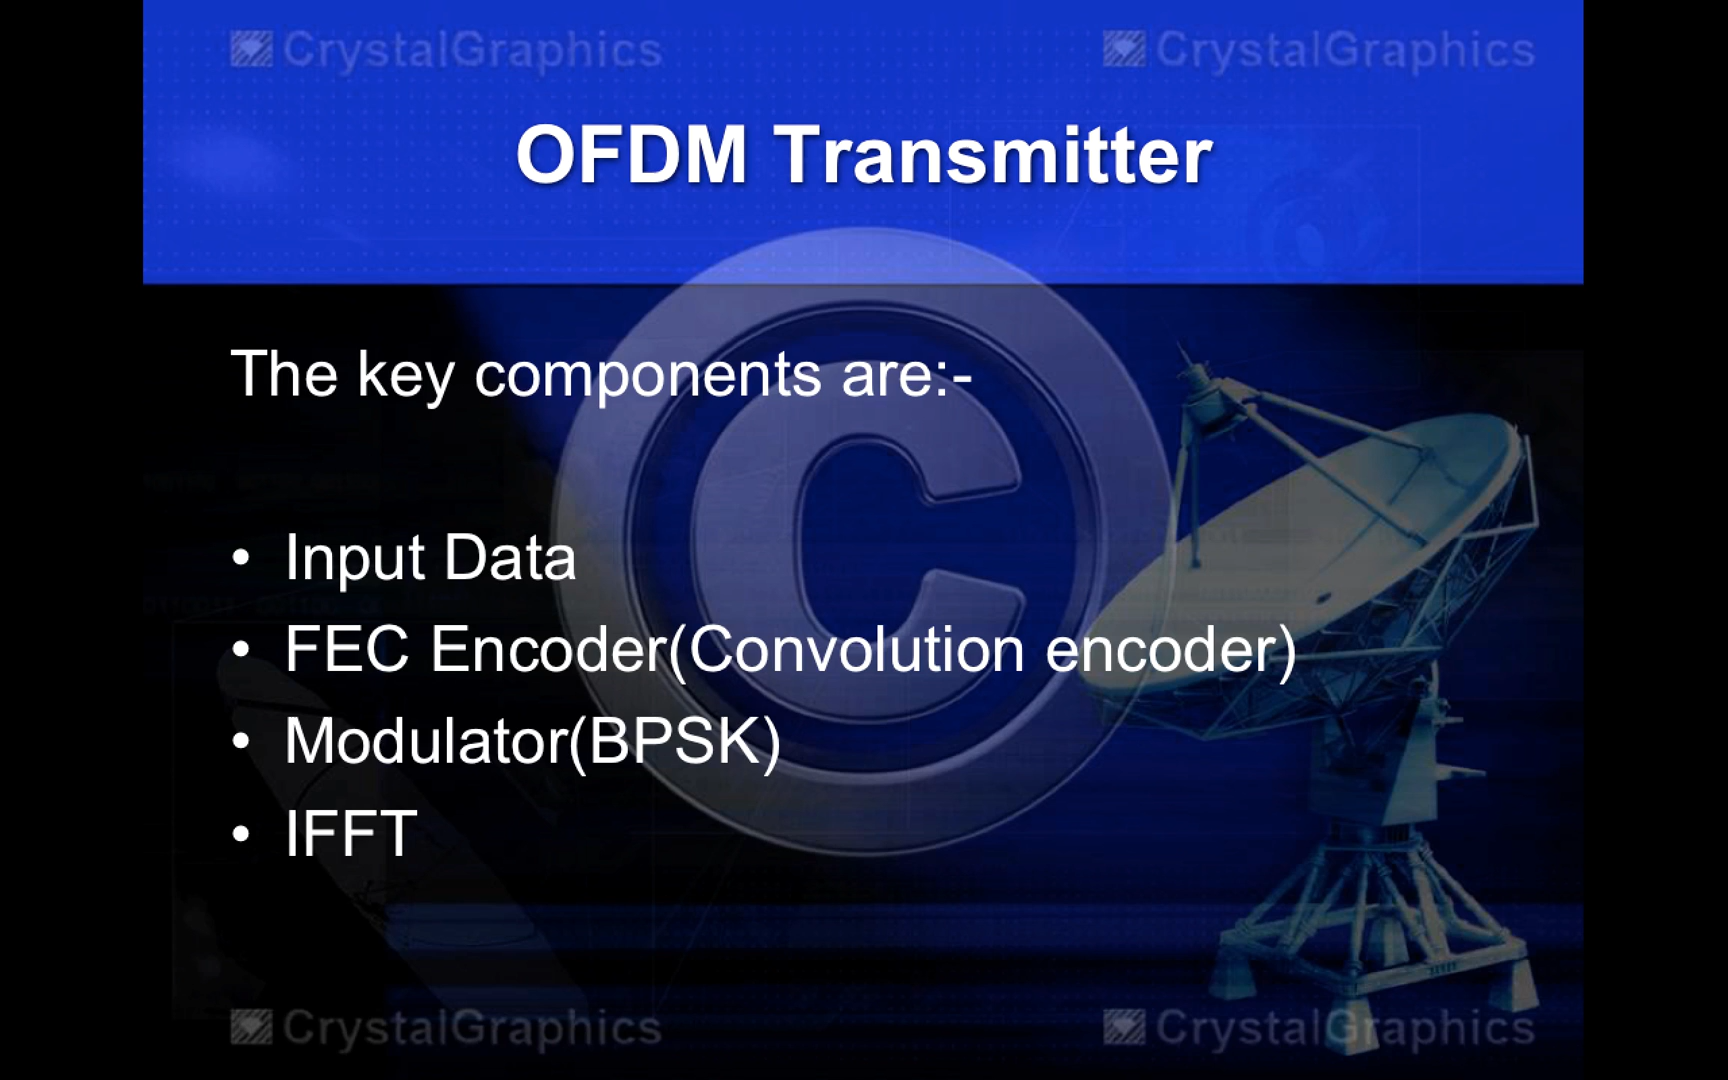 CrystalGraphics CrystalGraphics
OFDM Transmitter
The key components are:-
• Input Data
• FEC Encoder(Convolution encoder)
• Modulator(BPSK)
• IFFT
CrystalGraphics CrystalGraphics